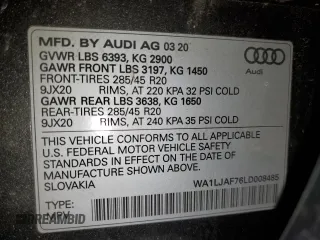 MFD. BY AUDI AG 03 20
GVWR LBS 6393, KG 2900
GAWR FRONT LBS 3197, KG 1450
FRONT-TIRES 285/45 R20
9JX20 RIMS, AT 220 KPA 32 PSI COLD
GAWR REAR LBS 3638, KG 1650
REAR-TIRES 285/45 R20
9JX20 RIMS, AT 240 KPA 35 PSI COLD
Audi
THIS VEHICLE CONFORMS TO ALL APPLICABLE
U.S. FEDERAL MOTOR VEHICLE SAFETY
STANDARDS IN EFFECT ON THE DATE OF
MANUFACTURE SHOWN ABOVE.
SLOVAKIA WA1LJAF76LD008485
TYPE:
MPV
DREAMBID